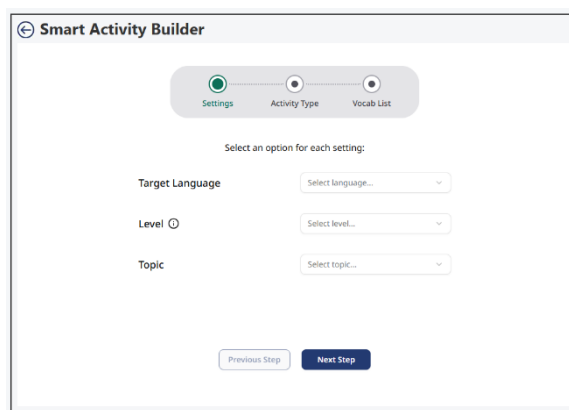 Smart Activity Builder
Settings Activity Type Vocab List
Select an option for each setting:
Target Language Select language...
Level Select level...
Topic Select topic...
Previous Step Next Step